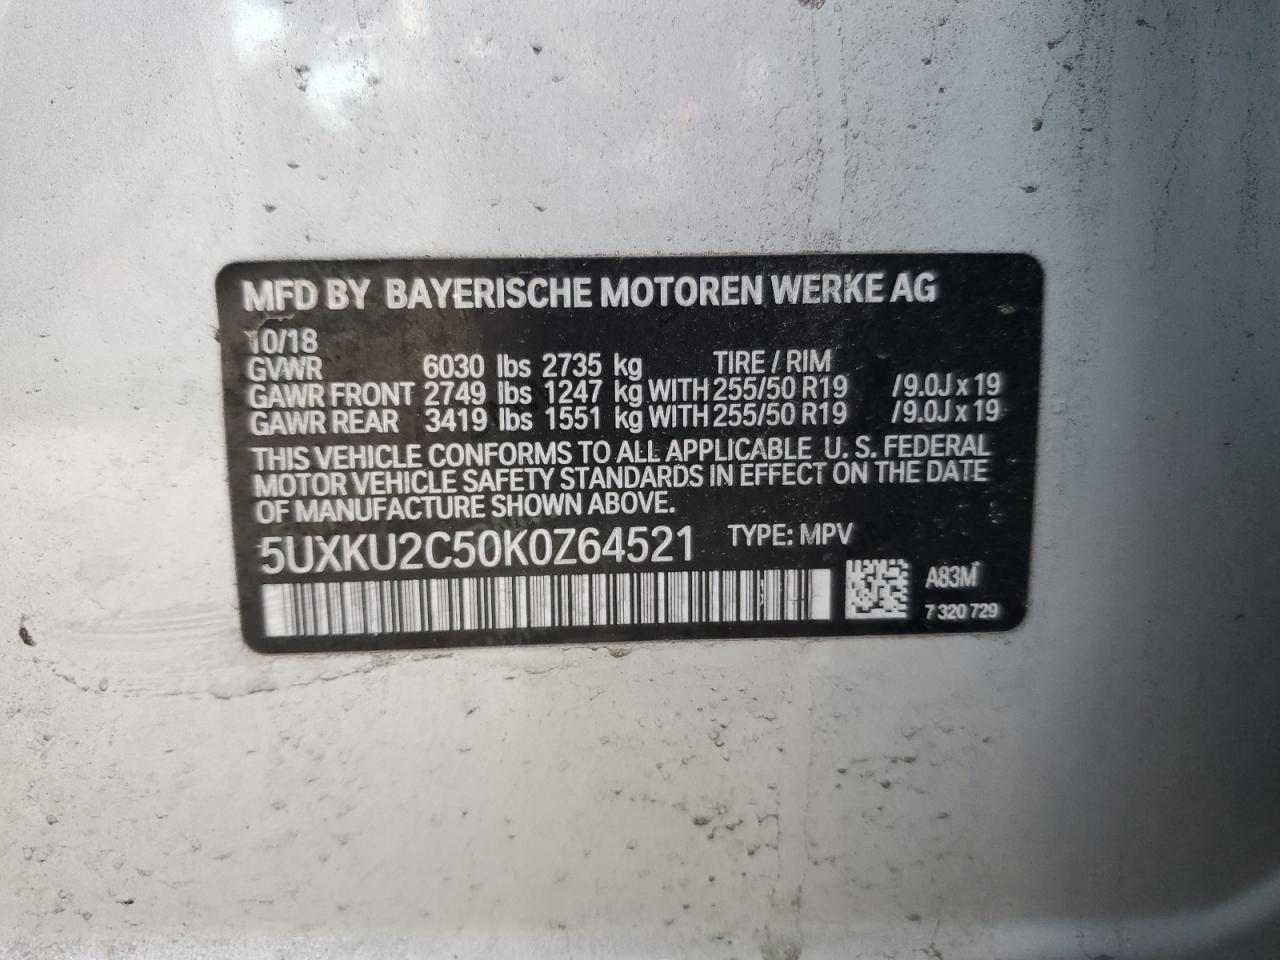 MFD BY BAYERISCHE MOTOREN WERKE AG
10/18
GVWR 6030 lbs 2735 kg TIRE / RIM
GAWR FRONT 2749 lbs 1247 kg WITH 255/50 R19 /9.0J x 19
GAWR REAR 3419 lbs 1551 kg WITH 255/50 R19 /9.0J x 19
THIS VEHICLE CONFORMS TO ALL APPLICABLE U. S. FEDERAL
MOTOR VEHICLE SAFETY STANDARDS IN EFFECT ON THE DATE
OF MANUFACTURE SHOWN ABOVE.
5UXKU2C50K0Z64521 TYPE: MPV
A83M
7 320 729